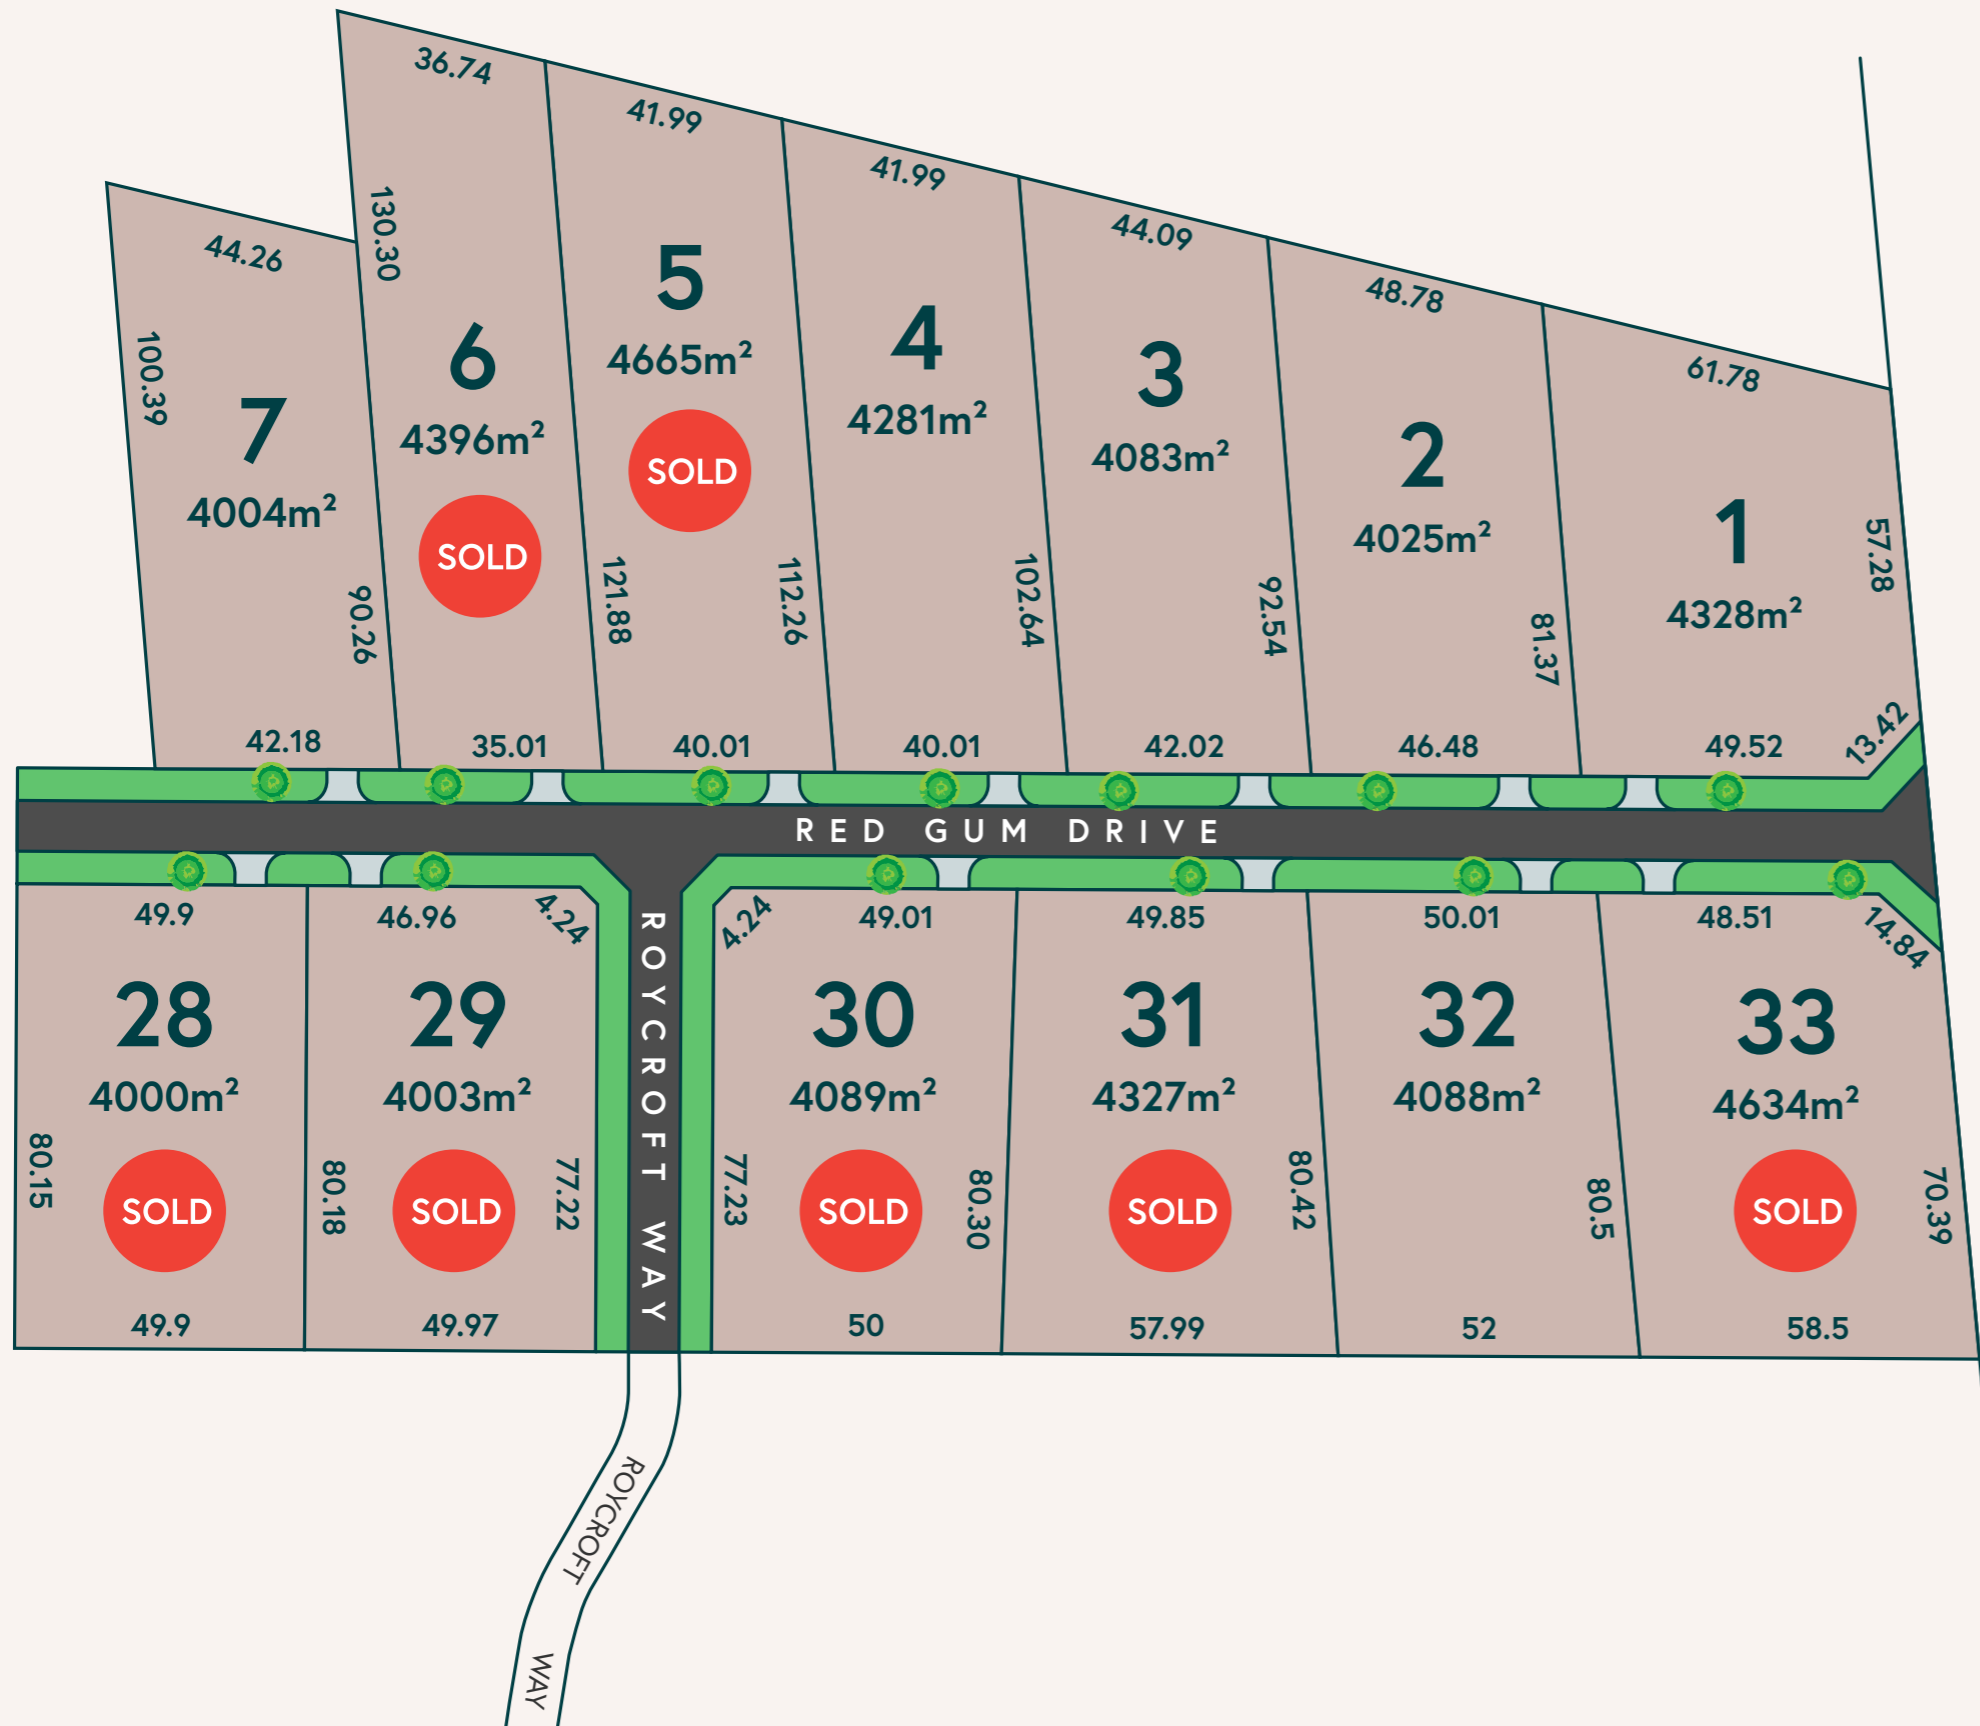 36.74
41.99
41.99
44.09
48.78
61.78
44.26
130.30
100.39
7
4004m²
90.26
42.18
6
4396m²
SOLD
121.88
35.01
5
4665m²
SOLD
112.26
40.01
4
4281m²
102.64
40.01
3
4083m²
92.54
42.02
2
4025m²
81.37
46.48
1
4328m²
57.28
49.52
13.42
RED GUM DRIVE
49.9
28
4000m²
80.15
SOLD
49.9
46.96
4.24
29
4003m²
80.18
77.22
SOLD
49.97
ROYCROFT WAY
4.24
49.01
30
4089m²
77.23
80.30
SOLD
50
49.85
31
4327m²
80.42
SOLD
57.99
50.01
32
4088m²
80.5
52
48.51
14.84
33
4634m²
70.39
SOLD
58.5
ROYCROFT
WAY